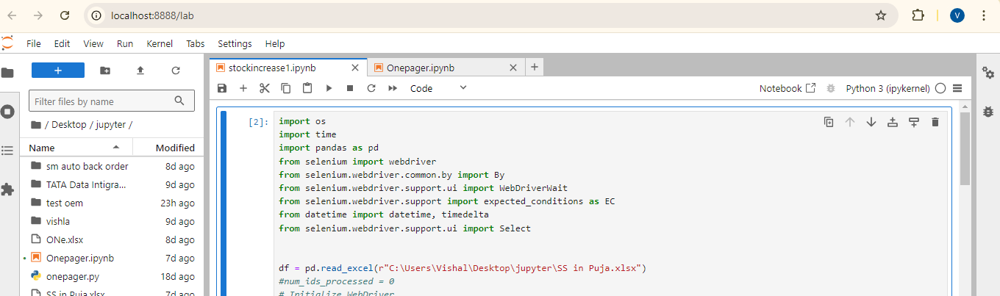 localhost:8888/lab
V
File Edit View Run Kernel Tabs Settings Help
stockincrease1.ipynb
Onepager.ipynb
Filter files by name
/ Desktop / jupyter /
Name Modified
sm auto back order 8d ago
TATA Data Intigra... 9d ago
test oem 23h ago
vishla 9d ago
ONe.xlsx 8d ago
Onepager.ipynb 7d ago
onepager.py 18d ago
SS in Puja.xlsx 7d ago
Code
Notebook
Python 3 (ipykernel)
[2]:
import os
import time
import pandas as pd
from selenium import webdriver
from selenium.webdriver.common.by import By
from selenium.webdriver.support.ui import WebDriverWait
from selenium.webdriver.support import expected_conditions as EC
from datetime import datetime, timedelta
from selenium.webdriver.support.ui import Select
df = pd.read_excel(r"C:\Users\Vishal\Desktop\jupyter\SS in Puja.xlsx")
#num_ids_processed = 0
# Initialize WebDriver